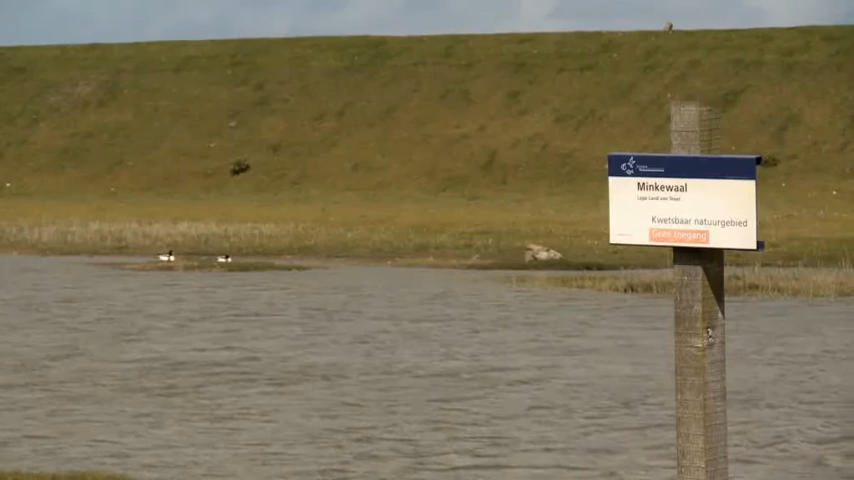 Minkewaal
Lage Land van Texel
Kwetsbaar natuurgebied
Geen toegang